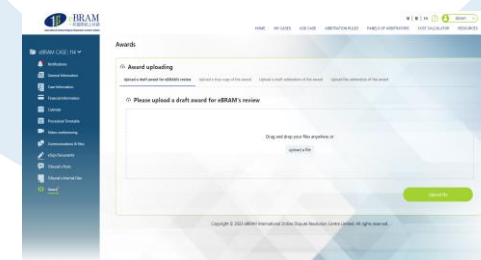 eBRAM
HOME MY CASES ADD CASE ARBITRATION RULES PANELS OF ARBITRATORS COST CALCULATOR RESOURCES
eBRAM CASE: 114
Notifications
General Information
Case Information
Financial Information
Calendar
Procedural Timetable
Video conferencing
Communications & Files
eSign Documents
Tribunal's Room
Tribunal's Internal Files
Award
Awards
Award uploading
Upload a draft award for eBRAM's review Upload a true copy of the award Upload a draft of the award Upload the of the award
Please upload a draft award for eBRAM's review
Drag and drop your files anywhere or
upload a file
Upload file
Copyright © 2023 eBRAM International Online Dispute Resolution Centre Limited. All rights reserved.